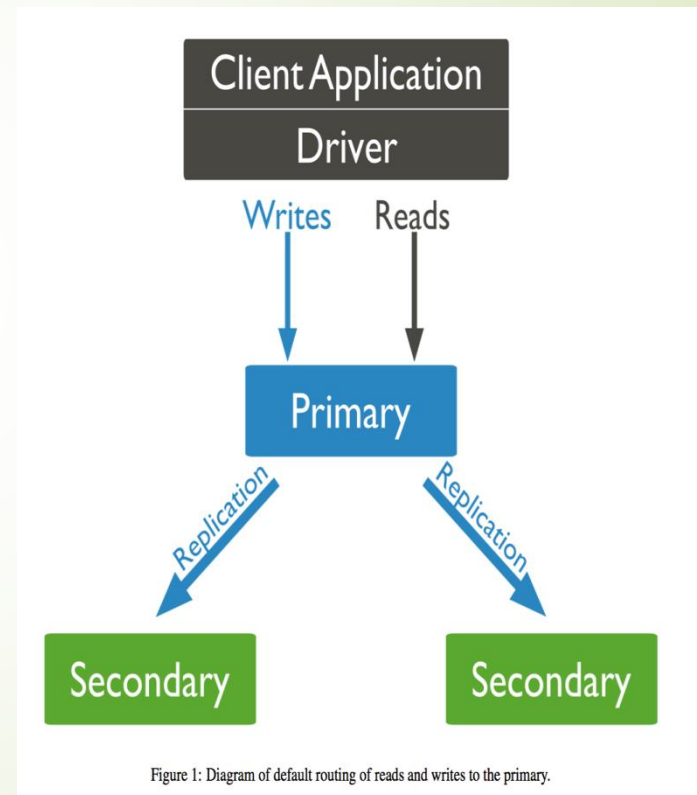 Client Application
Driver
Writes Reads
Primary
Replication Replication
Secondary Secondary
Figure 1: Diagram of default routing of reads and writes to the primary.